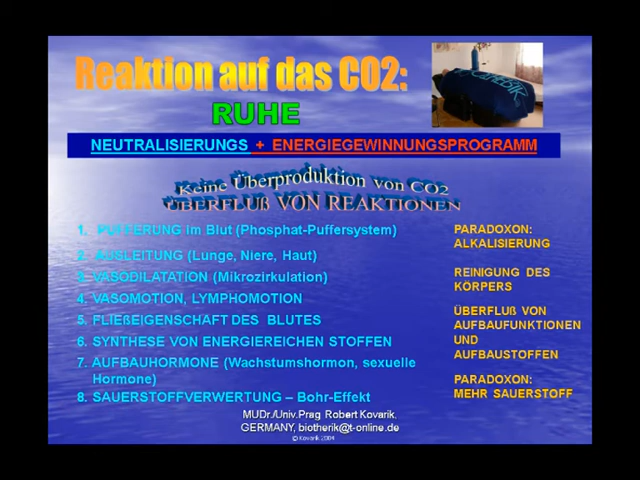 Reaktion auf das CO2:
RUHE
NEUTRALISIERUNGS + ENERGIEGEWINNUNGSPROGRAMM
Keine Überproduktion von CO2
ÜBERFLUß VON REAKTIONEN
1. PUFFERUNG im Blut (Phosphat-Puffersystem)
2. AUSLEITUNG (Lunge, Niere, Haut)
3. VASODILATATION (Mikrozirkulation)
4. VASOMOTION, LYMPHOMOTION
5. FLIEßEIGENSCHAFT DES BLUTES
6. SYNTHESE VON ENERGIEREICHEN STOFFEN
7. AUFBAUHORMONE (Wachstumshormon, sexuelle
Hormone)
8. SAUERSTOFFVERWERTUNG – Bohr-Effekt
PARADOXON:
ALKALISIERUNG
REINIGUNG DES
KÖRPERS
ÜBERFLUß VON
AUFBAUFUNKTIONEN
UND
AUFBAUSTOFFEN
PARADOXON:
MEHR SAUERSTOFF
MUDr./Univ.Prag Robert Kovarik,
GERMANY, biotherik@t-online.de
© Kovarik 2004